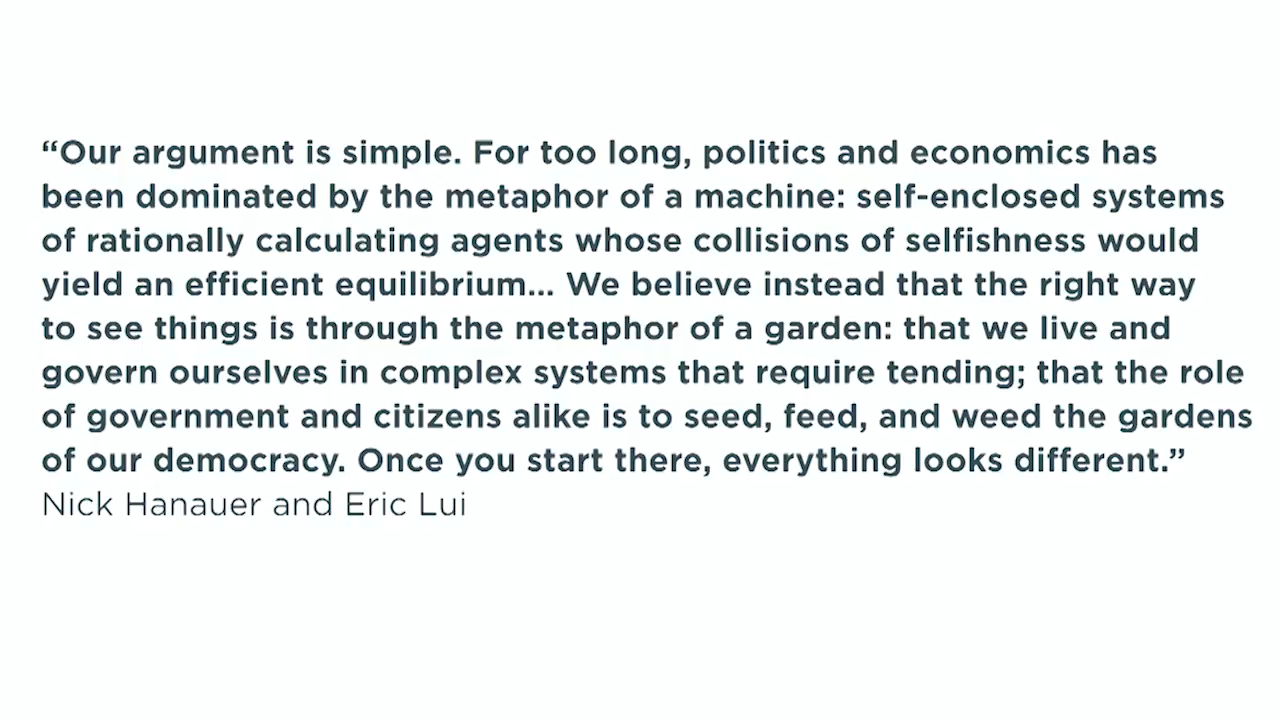 “Our argument is simple. For too long, politics and economics has
been dominated by the metaphor of a machine: self-enclosed systems
of rationally calculating agents whose collisions of selfishness would
yield an efficient equilibrium... We believe instead that the right way
to see things is through the metaphor of a garden: that we live and
govern ourselves in complex systems that require tending; that the role
of government and citizens alike is to seed, feed, and weed the gardens
of our democracy. Once you start there, everything looks different.”
Nick Hanauer and Eric Lui